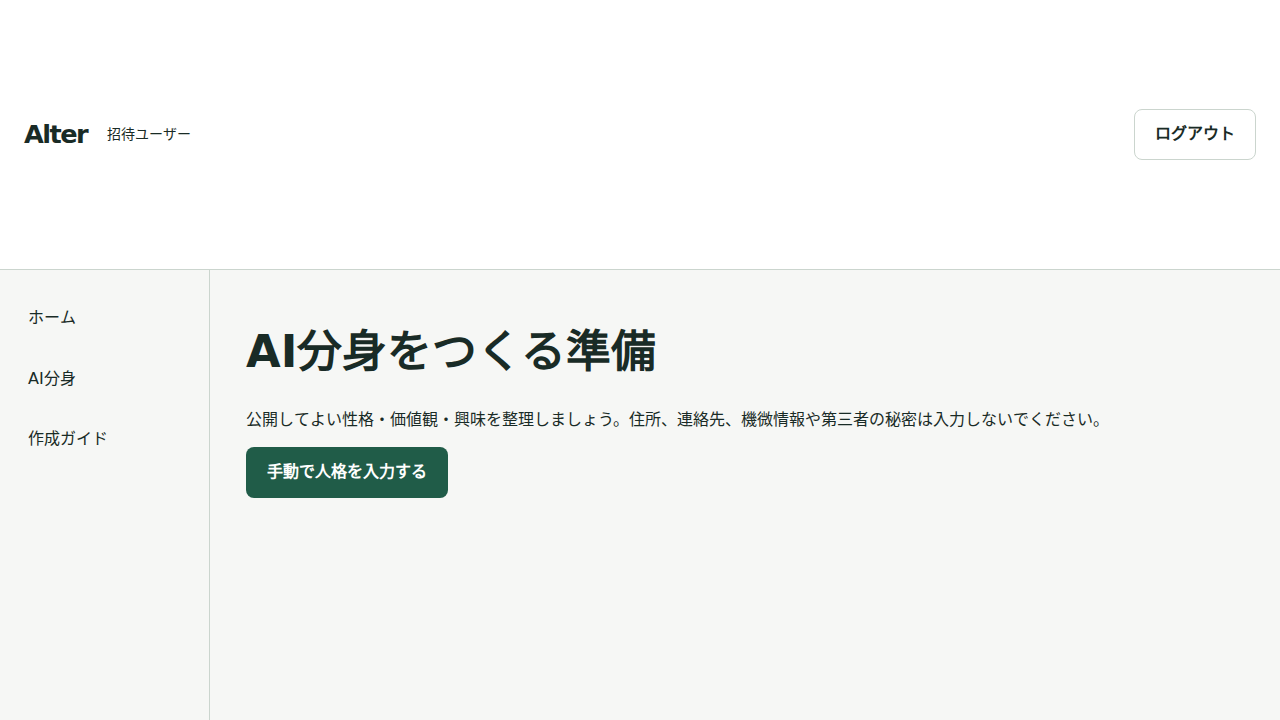 Alter
招待ユーザー
ログアウト
ホーム
AI分身
作成ガイド
AI分身をつくる準備
公開してよい性格・価値観・興味を整理しましょう。住所、連絡先、機微情報や第三者の秘密は入力しないでください。
手動で人格を入力する